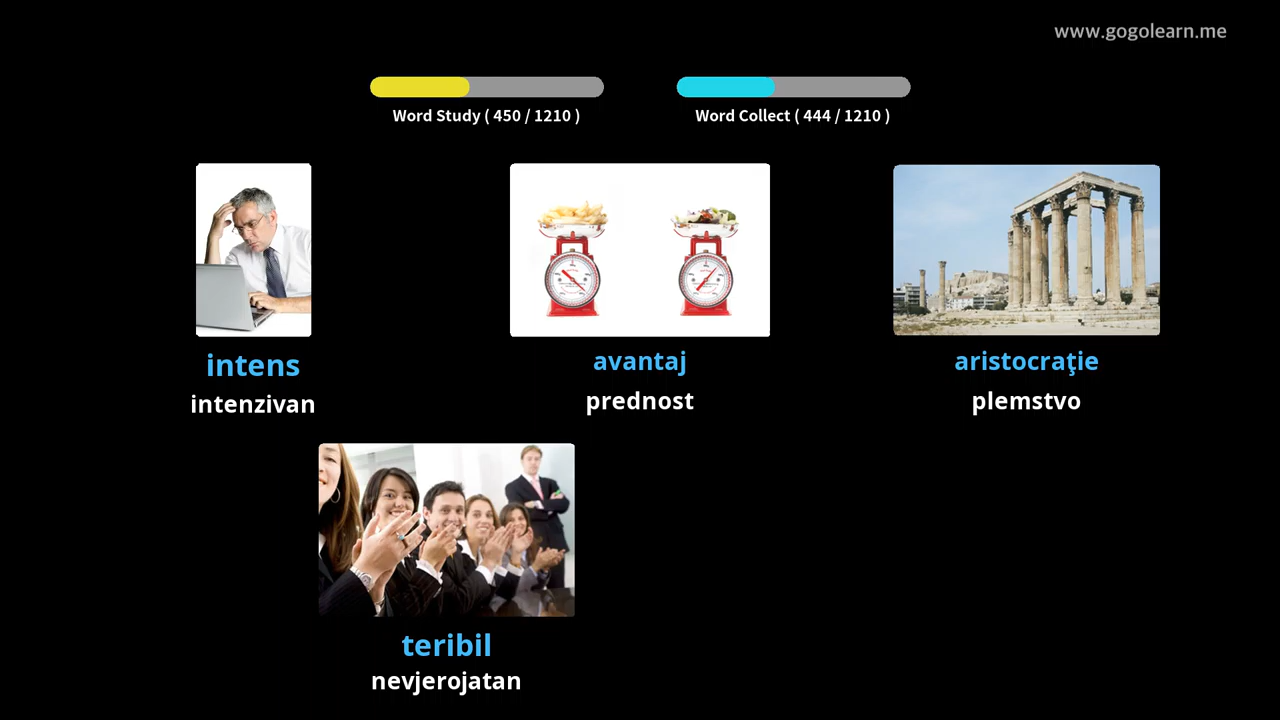 www.gogolearn.me
Word Study ( 450 / 1210 )
Word Collect ( 444 / 1210 )
intens
intenzivan
avantaj
prednost
aristocraţie
plemstvo
teribil
nevjerojatan